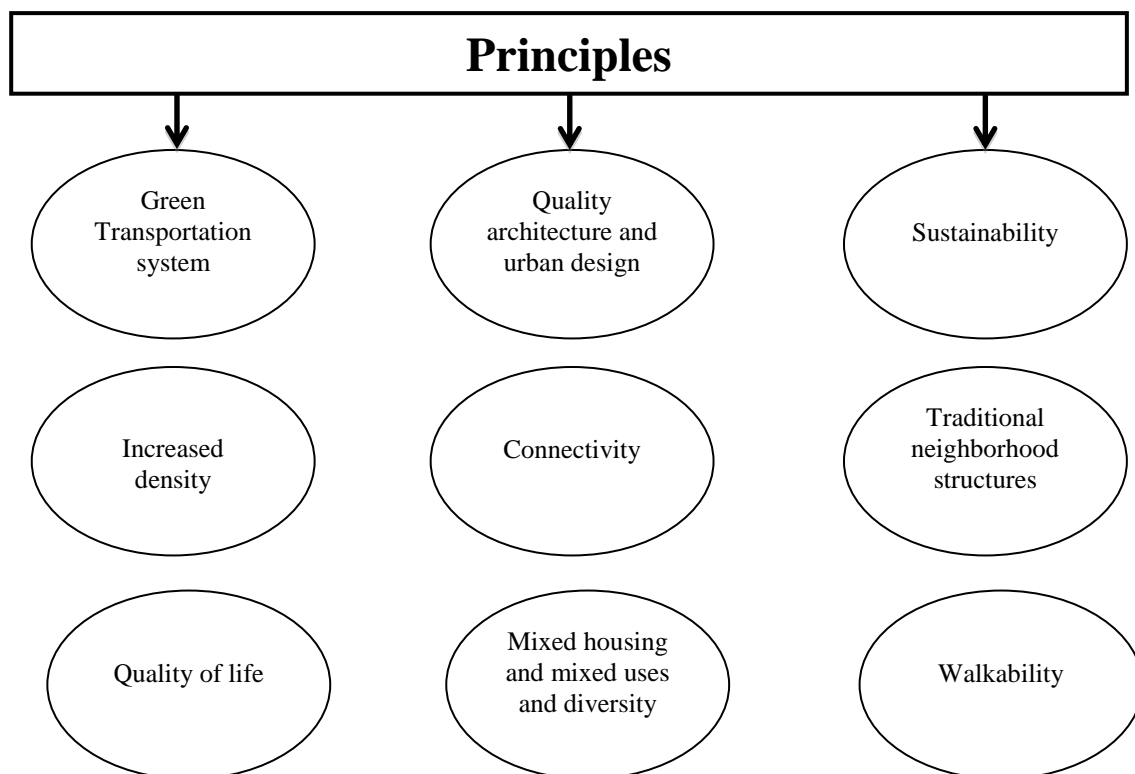 Principles
Green
Transportation
system
Quality
architecture and
urban design
Sustainability
Increased
density
Connectivity
Traditional
neighborhood
structures
Quality of life
Mixed housing
and mixed uses
and diversity
Walkability